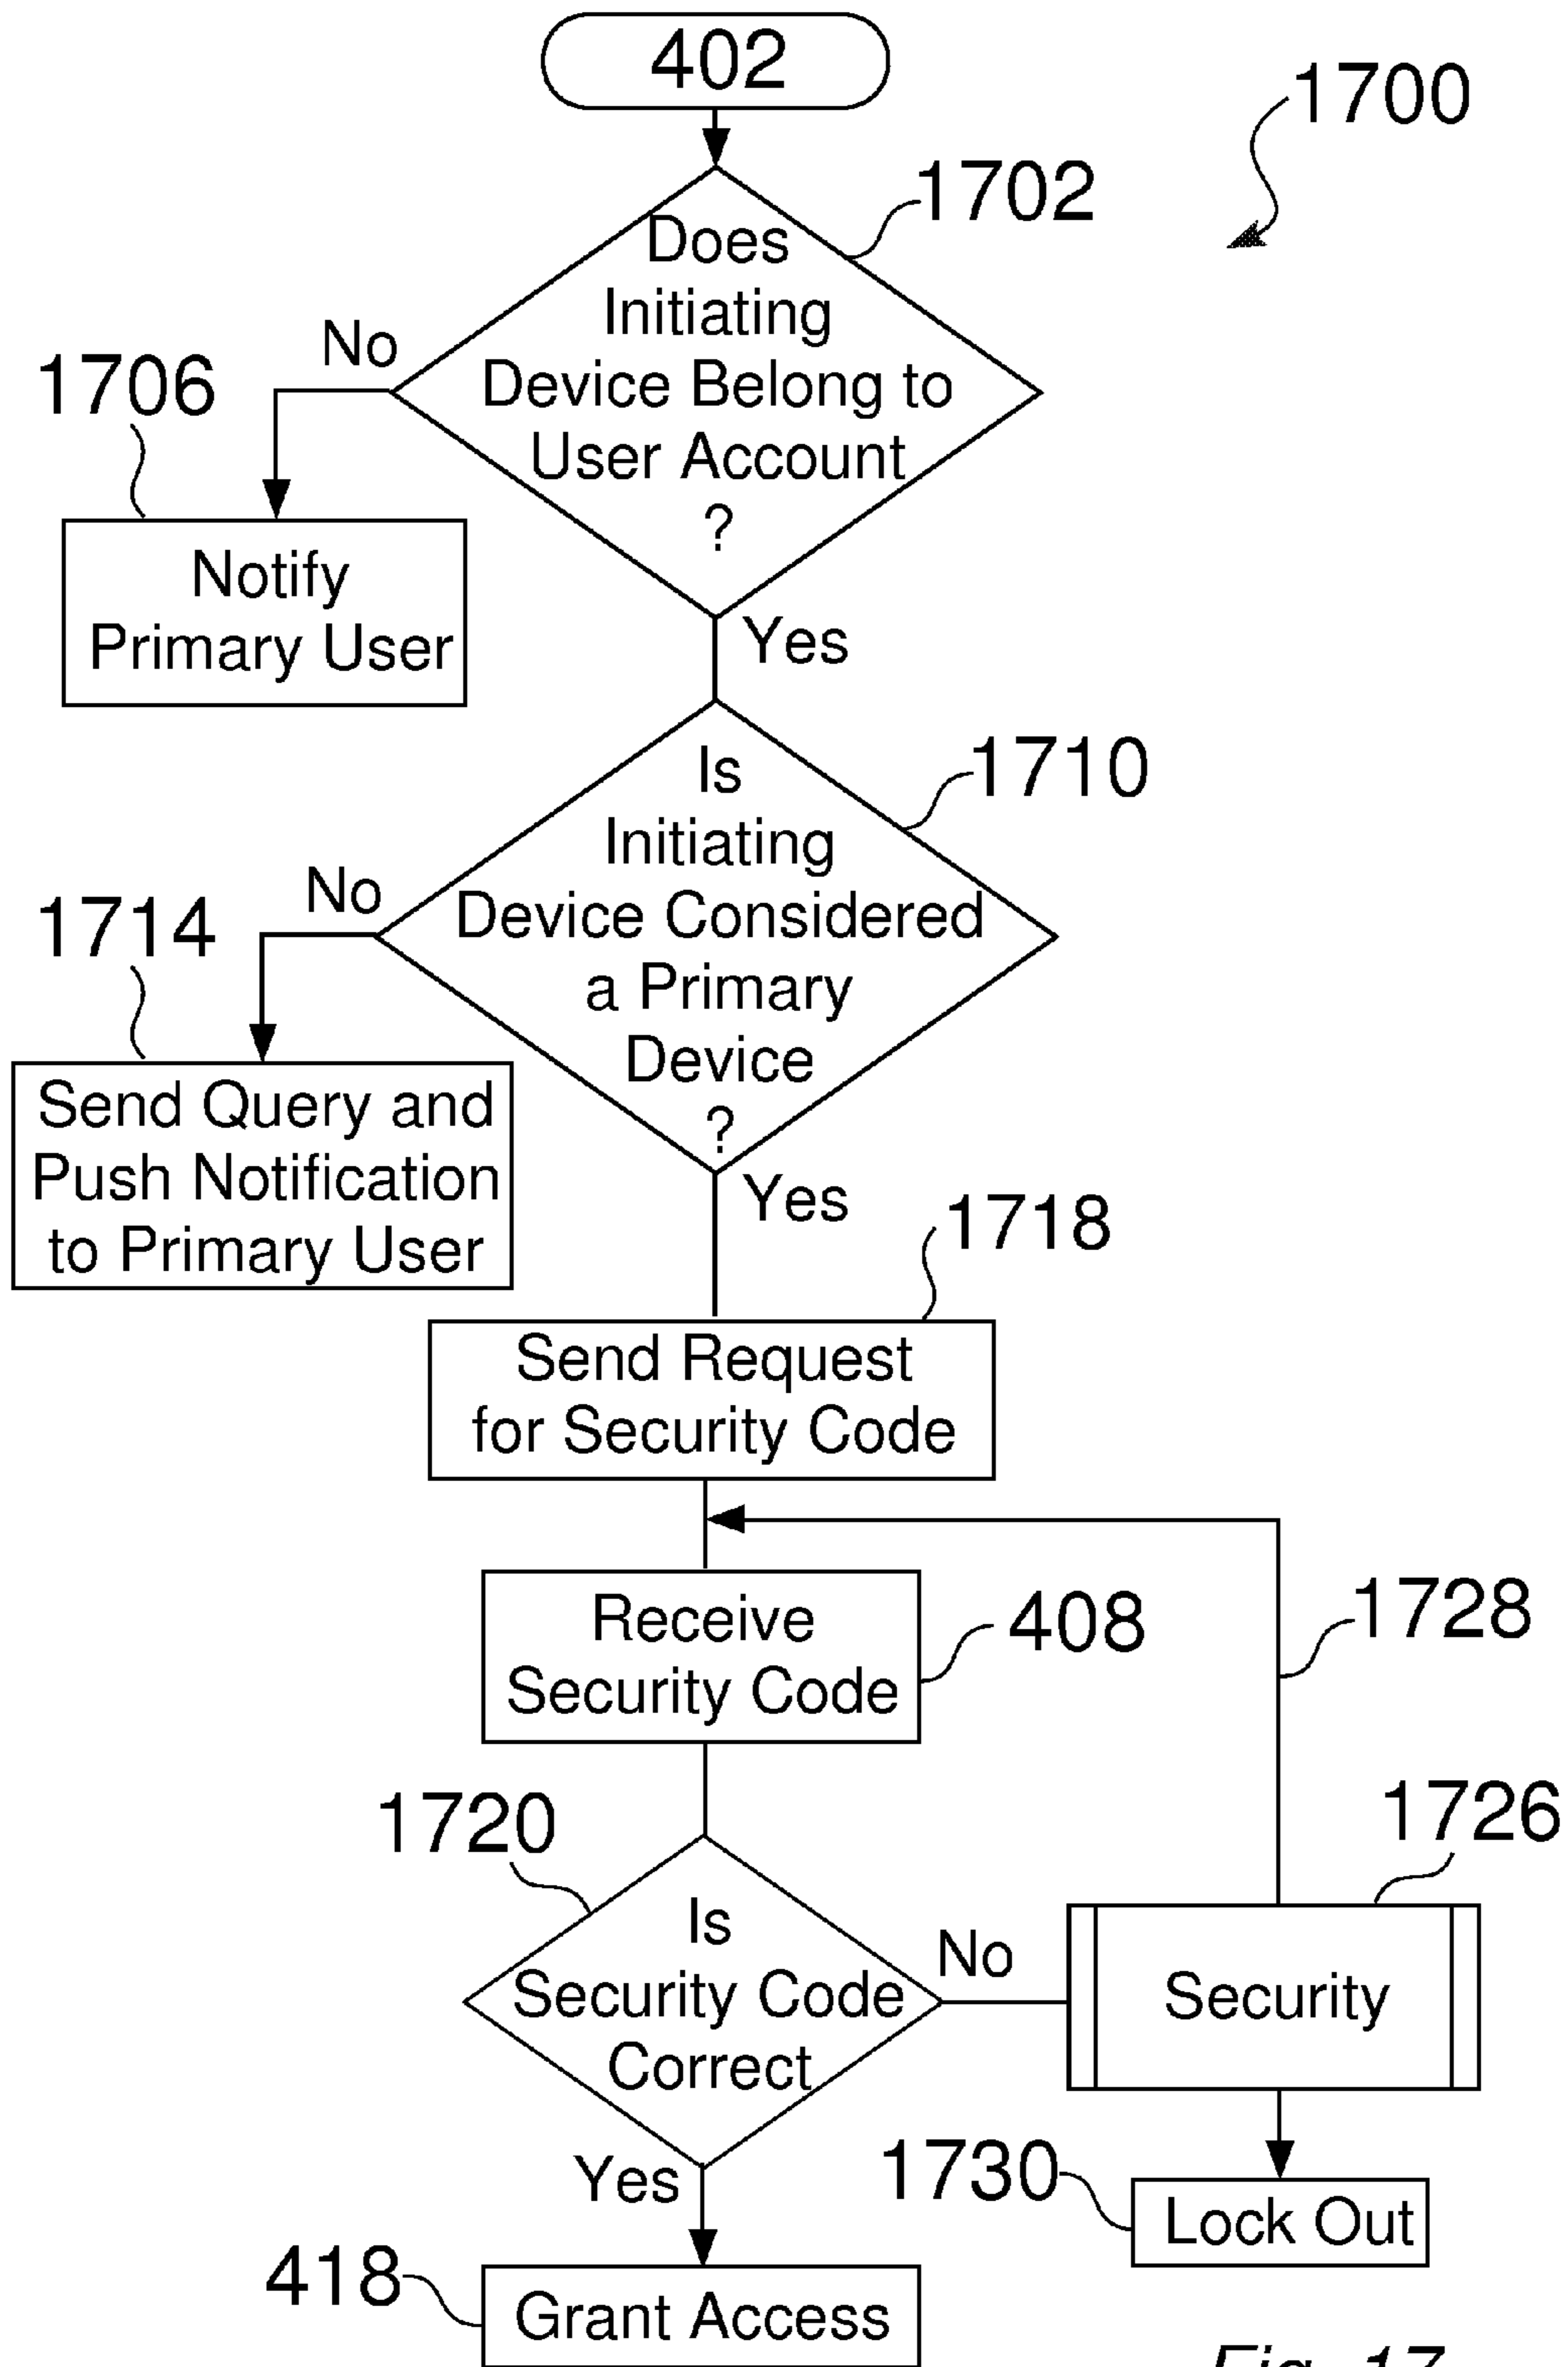 402
1700
1702
Does
Initiating
Device Belong to
User Account
?
No
1706
Notify
Primary User
Yes
1710
Is
Initiating
Device Considered
a Primary
Device
?
No
1714
Send Query and
Push Notification
to Primary User
Yes
1718
Send Request
for Security Code
Receive
Security Code
408
1728
1720
Is
Security Code
Correct
No
1726
Security
Yes
1730
Lock Out
418
Grant Access
Fig. 17